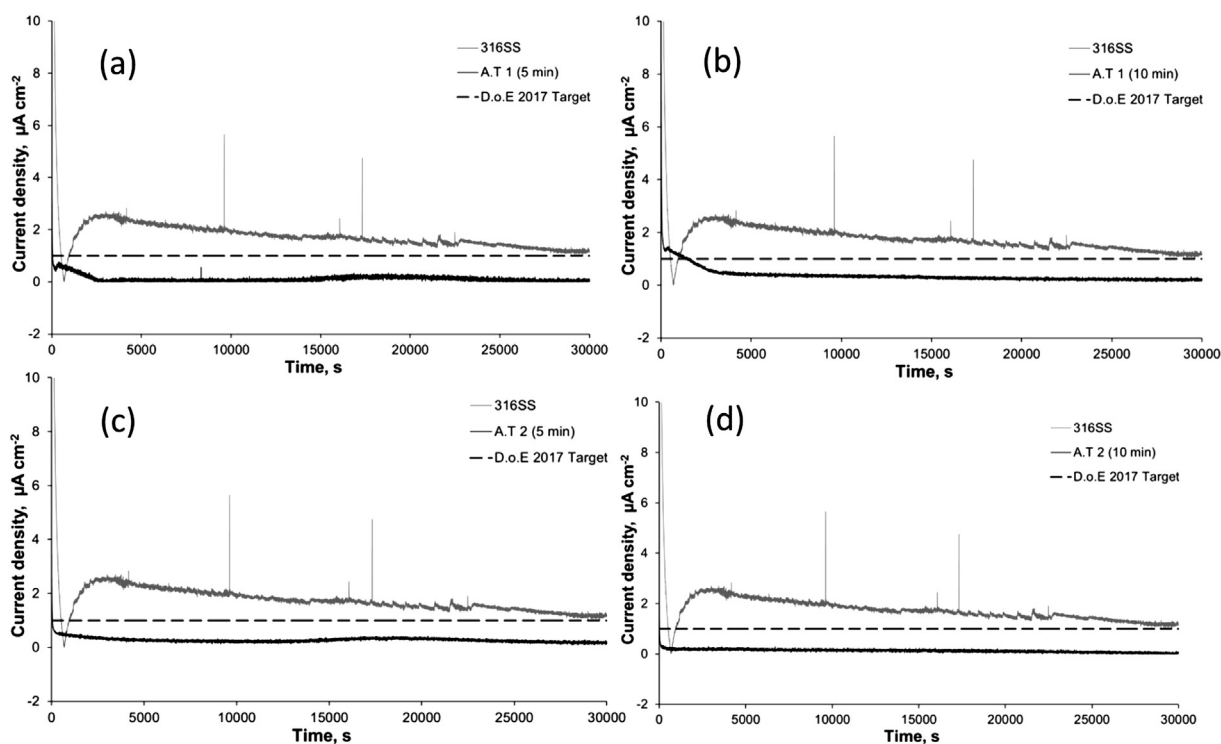 (a)
316SS
A.T 1 (5 min)
D.o.E 2017 Target
Current density, µA cm-2
10
8
6
4
2
0
-2
0
5000
10000
15000
20000
25000
30000
Time, s
(b)
316SS
A.T 1 (10 min)
D.o.E 2017 Target
Current density, µA cm-2
10
8
6
4
2
0
-2
0
5000
10000
15000
20000
25000
30000
Time, s
(c)
316SS
A.T 2 (5 min)
D.o.E 2017 Target
Current density, µA cm-2
10
8
6
4
2
0
-2
0
5000
10000
15000
20000
25000
30000
Time, s
(d)
316SS
A.T 2 (10 min)
D.o.E 2017 Target
Current density, µA cm-2
10
8
6
4
2
0
-2
0
5000
10000
15000
20000
25000
30000
Time, s